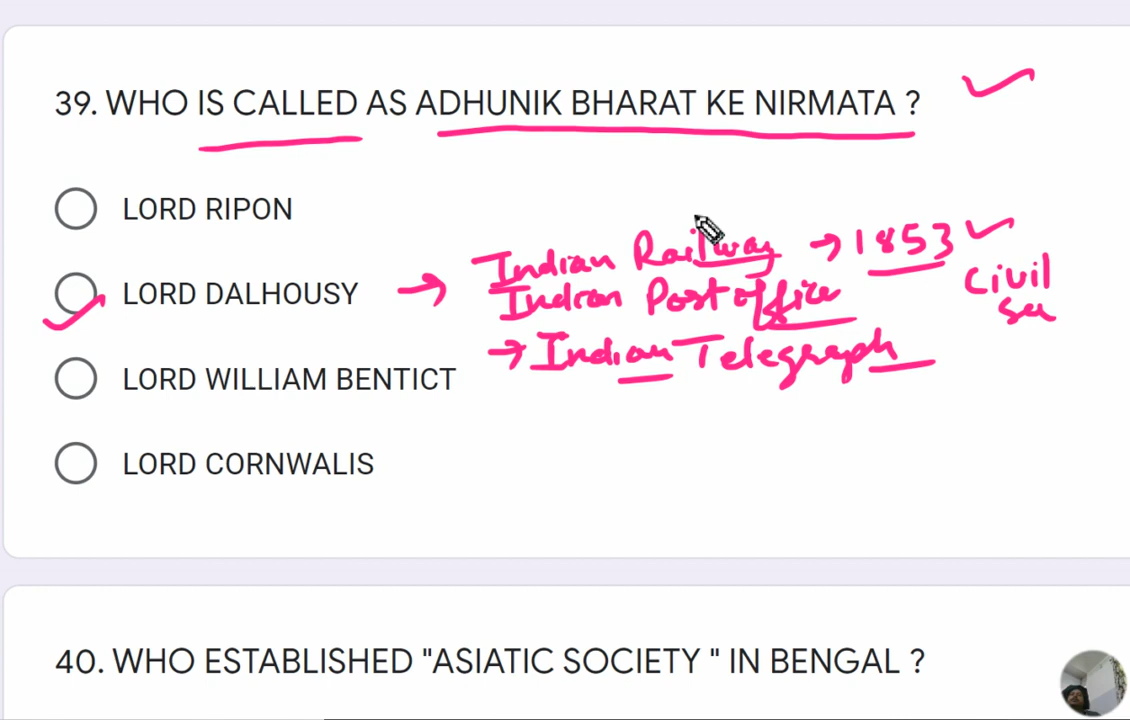 39. WHO IS CALLED AS ADHUNIK BHARAT KE NIRMATA ?
LORD RIPON
Indian Railway → 1853
LORD DALHOUSY → Indian Post office
Civil
Se
→ Indian Telegraph
LORD WILLIAM BENTICT
LORD CORNWALIS
40. WHO ESTABLISHED "ASIATIC SOCIETY " IN BENGAL ?